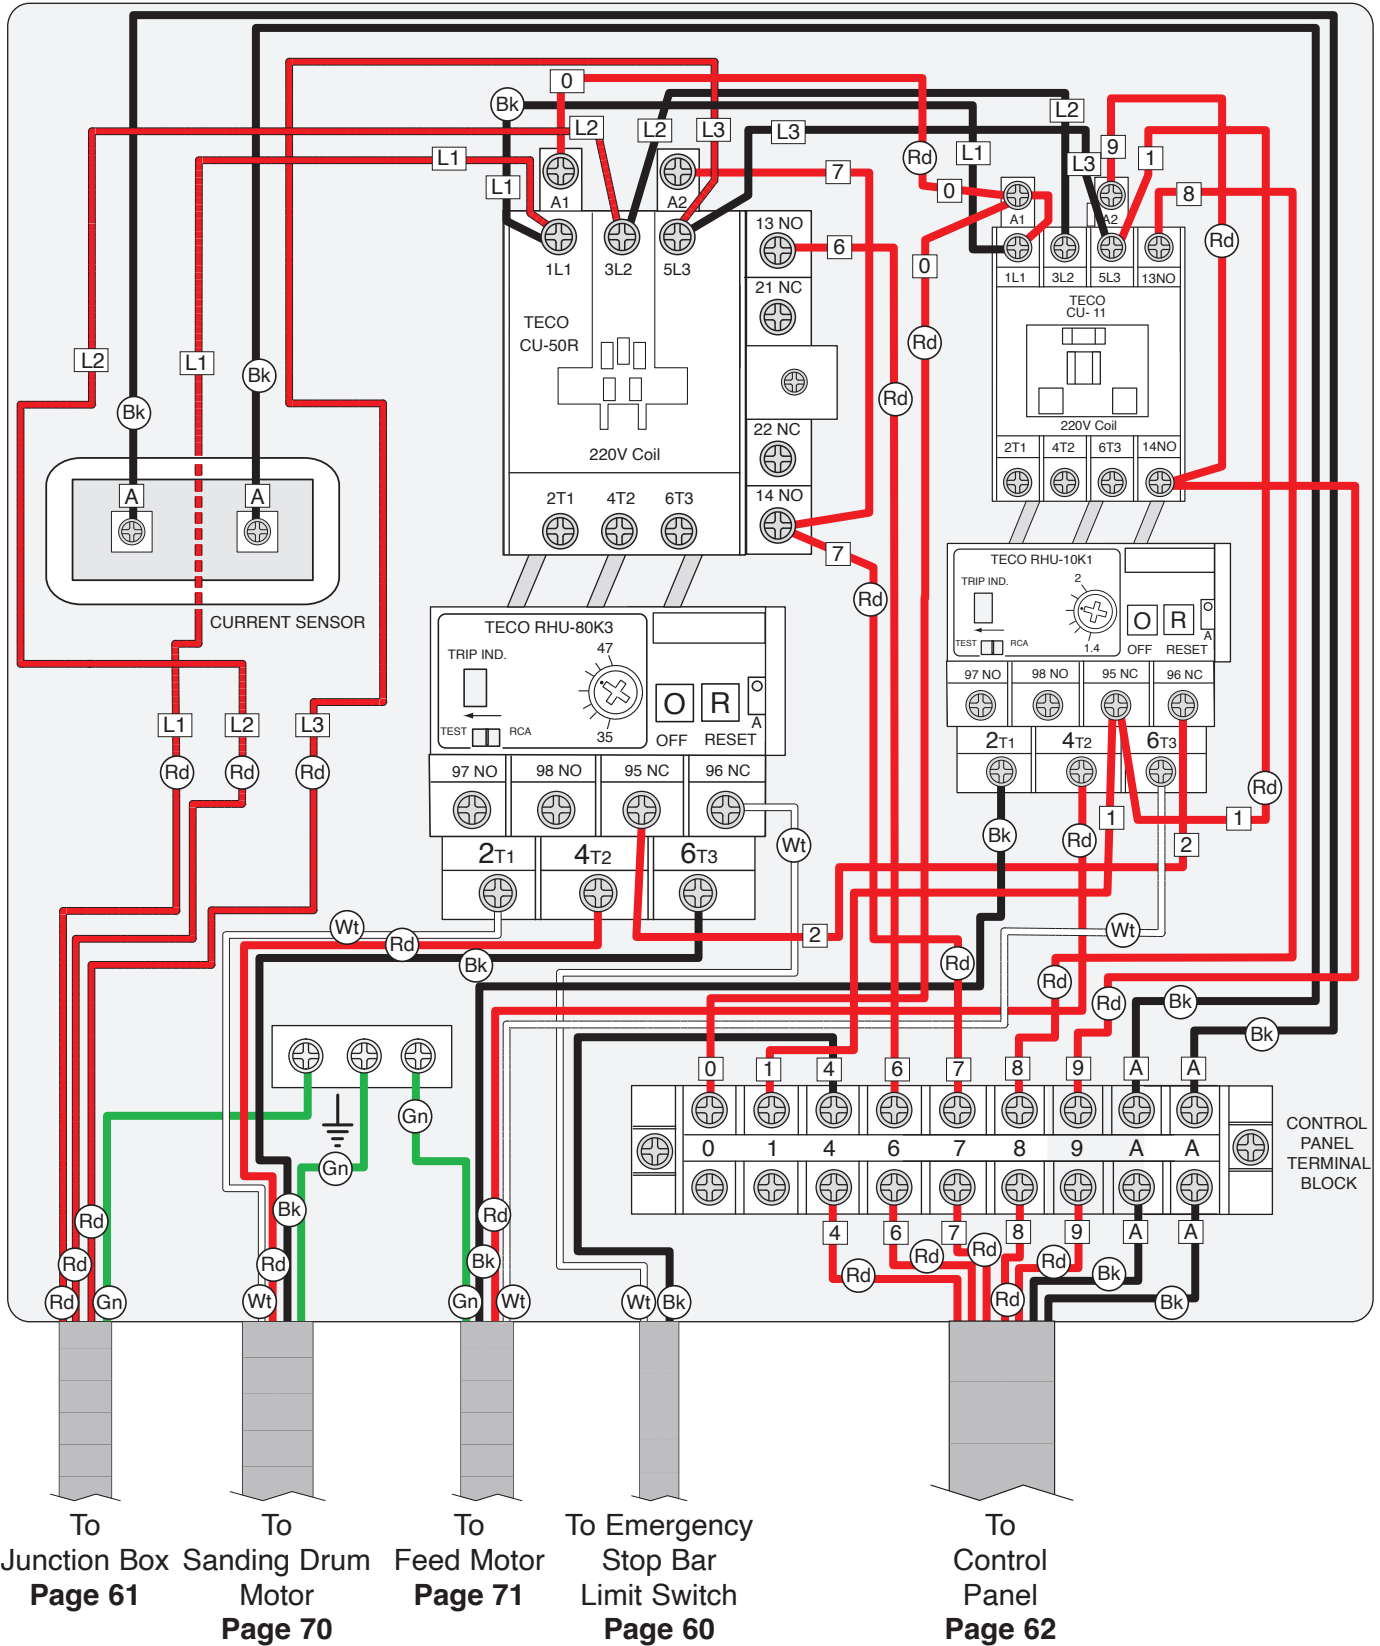 0
Bk
L2
L2
L3
L3
L2
9
1
L1
L1
7
Rd
L1
L3
0
8
L1
A1
A2
A1
A2
13 NO
6
Rd
0
1L1
3L2
5L3
1L1
3L2
5L3
13NO
21 NC
TECO
CU-50R
TECO
CU- 11
L2
L1
Bk
Rd
Rd
Bk
22 NC
220V Coil
220V Coil
2T1
4T2
6T3
14NO
A
A
2T1
4T2
6T3
14 NO
7
Rd
CURRENT SENSOR
TECO RHU-10K1
TRIP IND.
2
O
R
A
TEST
RCA
1.4
OFF
RESET
TECO RHU-80K3
TRIP IND.
47
O
R
A
TEST
RCA
35
OFF
RESET
97 NO
98 NO
95 NC
96 NC
L1
L2
L3
2T1
4T2
6T3
Rd
Rd
Rd
97 NO
98 NO
95 NC
96 NC
Rd
1
1
Bk
Rd
2
Wt
2T1
4T2
6T3
Wt
Rd
Bk
2
Wt
Rd
Rd
Rd
Bk
Bk
0
1
4
6
7
8
9
A
A
Gn
Gn
0
1
4
6
7
8
9
A
A
CONTROL
PANEL
TERMINAL
BLOCK
Rd
Bk
Rd
4
6
7
8
9
A
A
Rd
Rd
Bk
Rd
Rd
Rd
Rd
Bk
Rd
Gn
Wt
Gn
Wt
Wt
Bk
Rd
Bk
To
Junction Box
Page 61
To
Sanding Drum
Motor
Page 70
To
Feed Motor
Page 71
To Emergency
Stop Bar
Limit Switch
Page 60
To
Control
Panel
Page 62